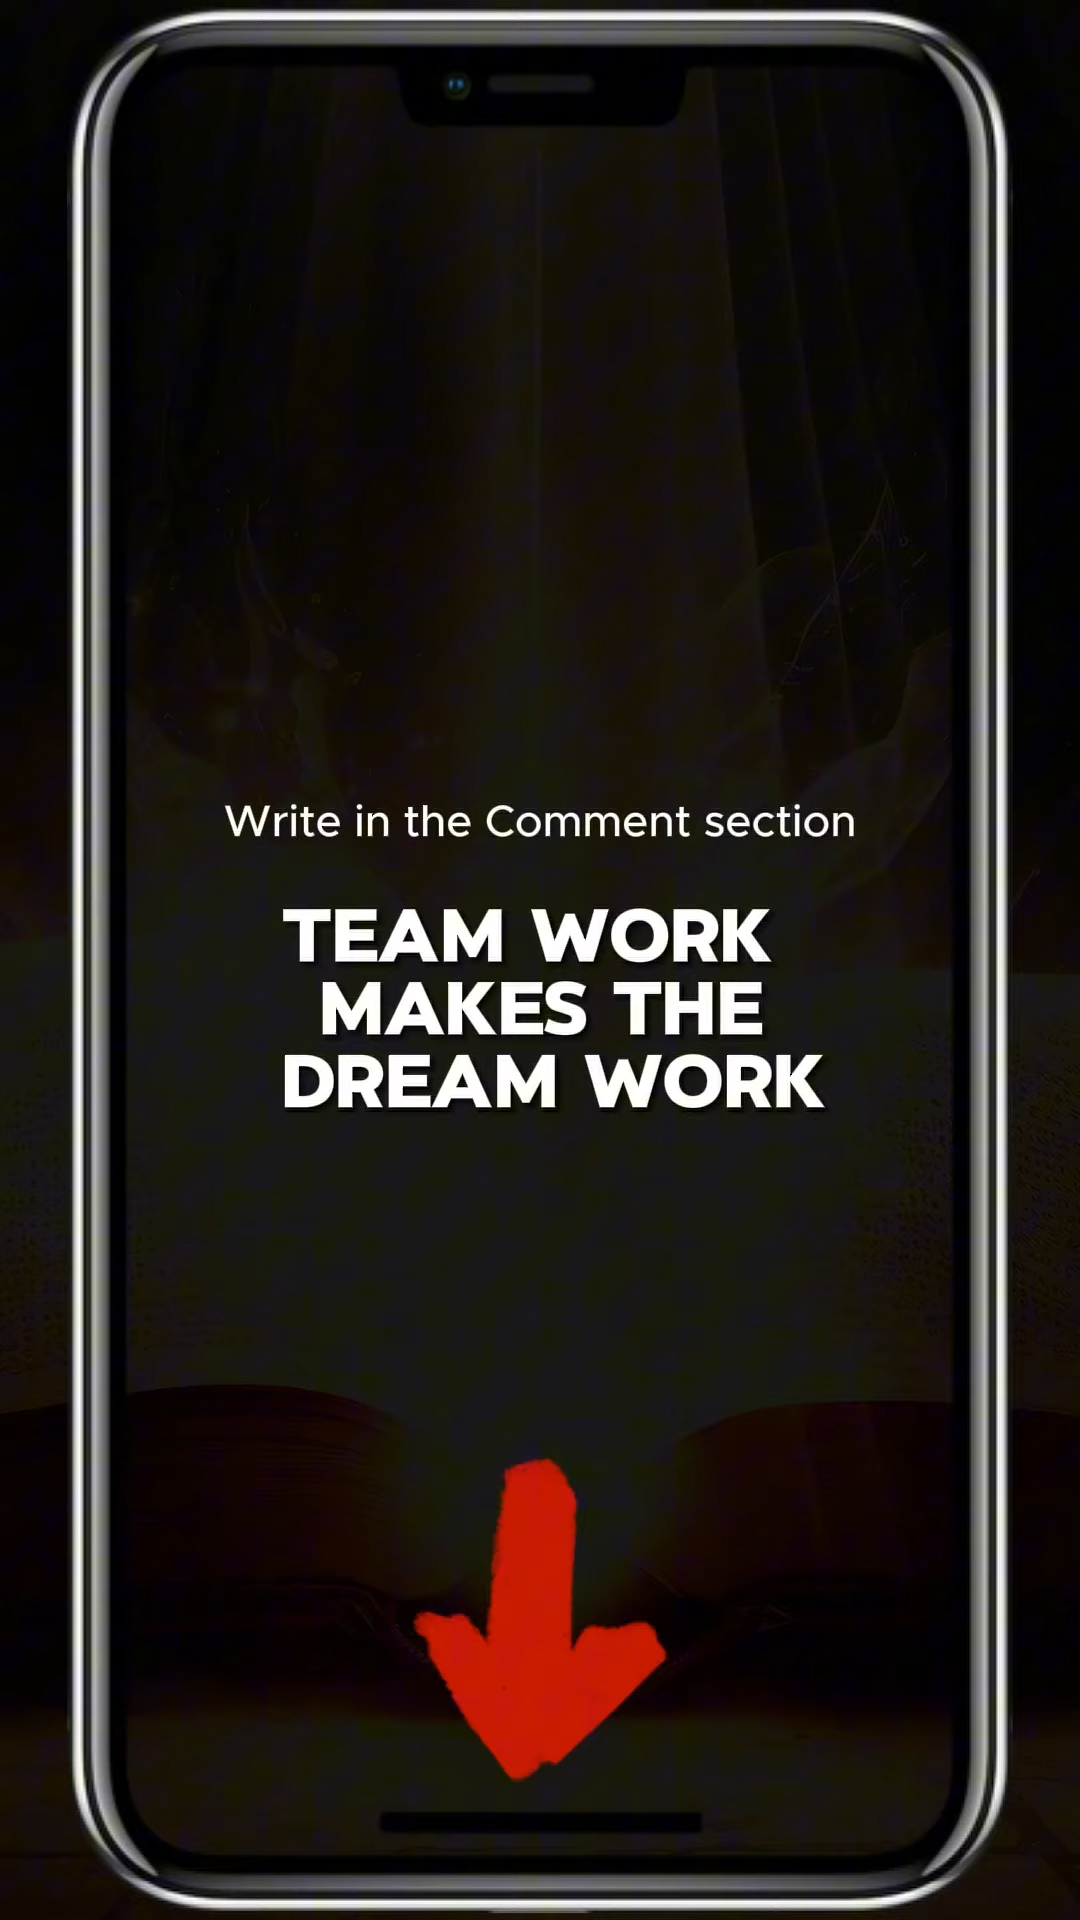 Write in the Comment section
TEAM WORK
MAKES THE
DREAM WORK